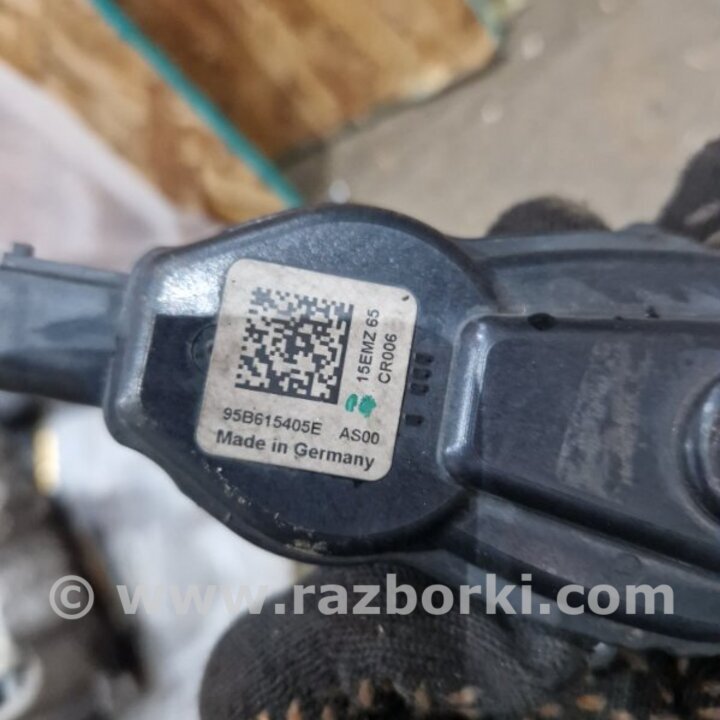 15EMZ 65
CR006
95B615405E AS00
Made in Germany
© www.razborki.com